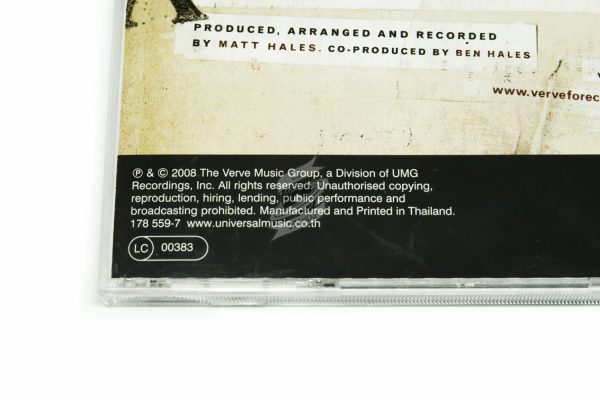 PRODUCED, ARRANGED AND RECORDED
BY MATT HALES. CO-PRODUCED BY BEN HALES
www.verveforec
℗ & © 2008 The Verve Music Group, a Division of UMG
Recordings, Inc. All rights reserved. Unauthorised copying,
reproduction, hiring, lending, public performance and
broadcasting prohibited. Manufactured and Printed in Thailand.
178 559-7 www.universalmusic.co.th
LC 00383